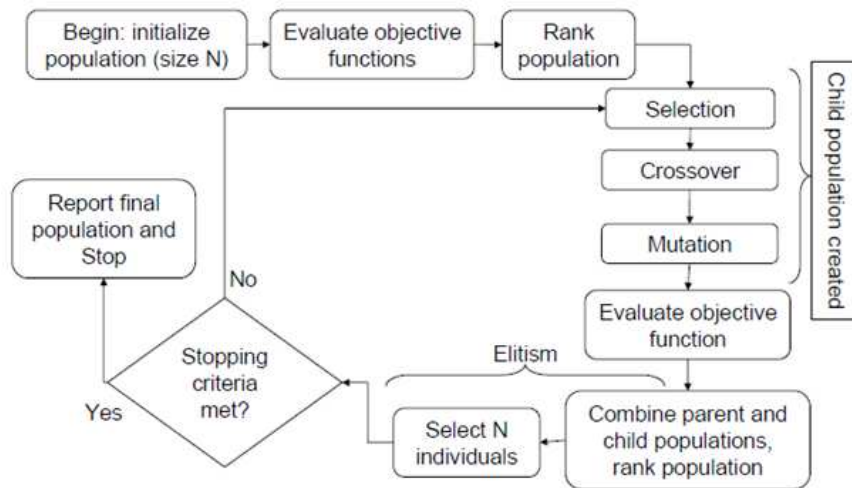 Begin: initialize
population (size N)
Evaluate objective
functions
Rank
population
Selection
Crossover
Mutation
Child population created
Evaluate objective
function
Combine parent and
child populations,
rank population
Elitism
Select N
individuals
Stopping
criteria
met?
No
Yes
Report final
population and
Stop